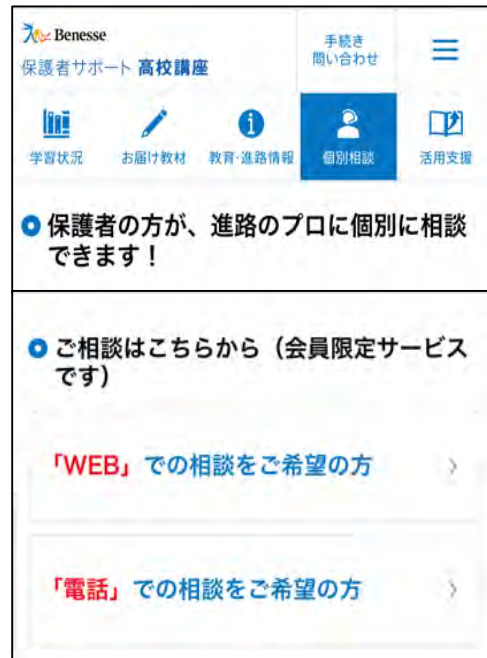 Benesse
保護者サポート 高校講座
手続き
問い合わせ
学習状況
お届け教材
教育・進路情報
個別相談
活用支援
保護者の方が、進路のプロに個別に相談
できます！
ご相談はこちらから（会員限定サービス
です）
「WEB」での相談をご希望の方
「電話」での相談をご希望の方